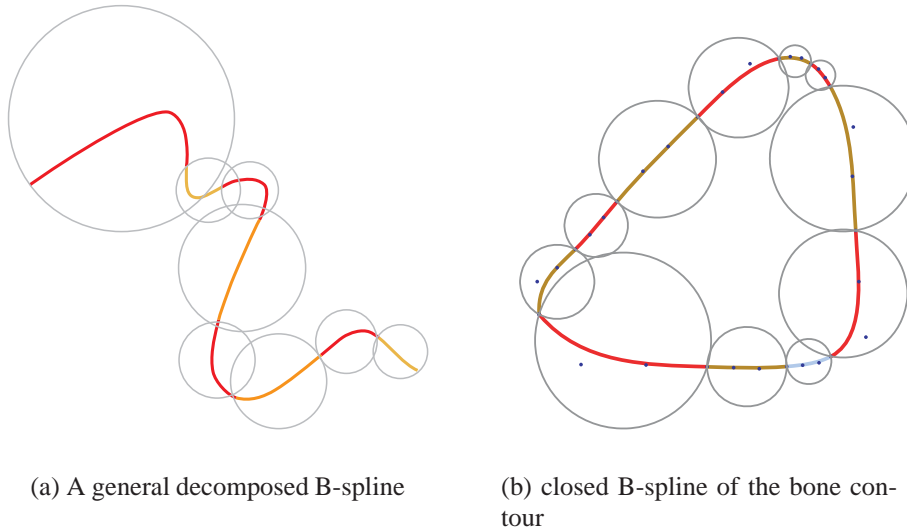 (a) A general decomposed B-spline
(b) closed B-spline of the bone con-
tour